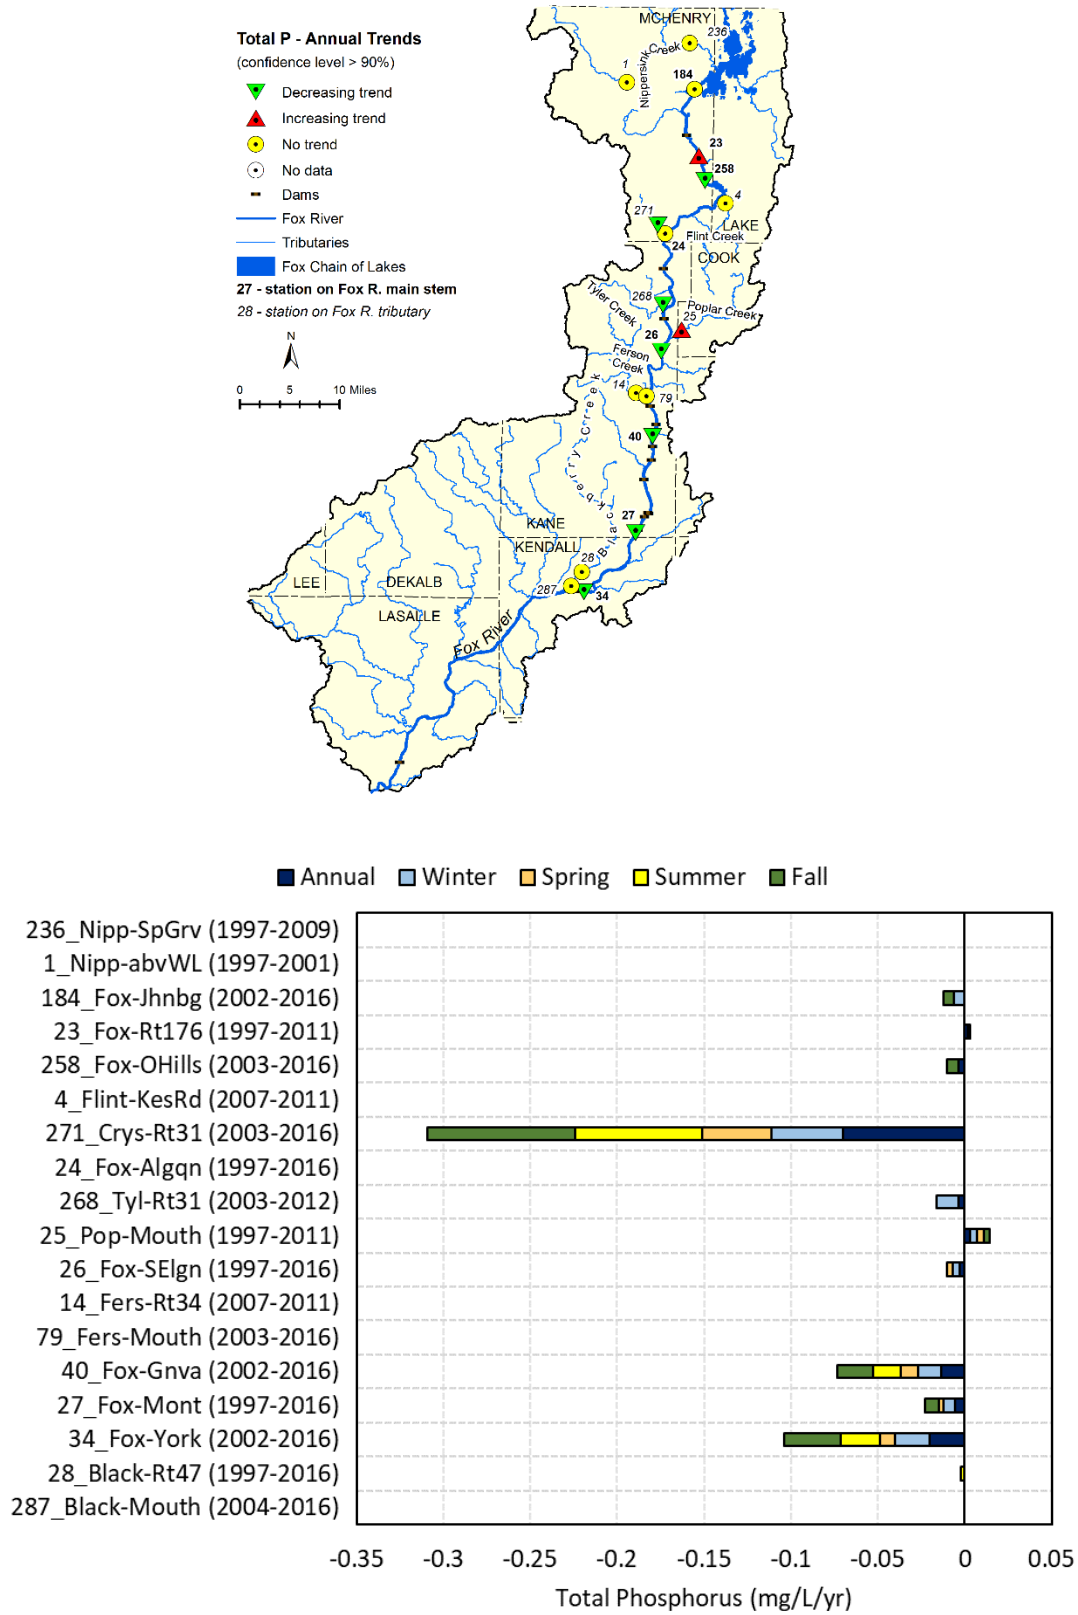 Total P - Annual Trends
(confidence level > 90%)
Decreasing trend
Increasing trend
No trend
No data
Dams
Fox River
Tributaries
Fox Chain of Lakes
27 - station on Fox R. main stem
28 - station on Fox R. tributary
N
0 5 10 Miles
MCHENRY
236
Nippersink Creek
1
184
23
258
4
271
LAKE
Flint Creek
24
COOK
268
Tyler Creek
Poplar Creek
25
26
Ferson
Creek
14
79
Blackberry Creek
40
27
KANE
KENDALL
28
287
34
LEE
DEKALB
LASALLE
Fox River
Annual Winter Spring Summer Fall
236_Nipp-SpGrv (1997-2009)
1_Nipp-abvWL (1997-2001)
184_Fox-Jhnbg (2002-2016)
23_Fox-Rt176 (1997-2011)
258_Fox-OHills (2003-2016)
4_Flint-KesRd (2007-2011)
271_Crys-Rt31 (2003-2016)
24_Fox-Algqn (1997-2016)
268_Tyl-Rt31 (2003-2012)
25_Pop-Mouth (1997-2011)
26_Fox-SElgn (1997-2016)
14_Fers-Rt34 (2007-2011)
79_Fers-Mouth (2003-2016)
40_Fox-Gnva (2002-2016)
27_Fox-Mont (1997-2016)
34_Fox-York (2002-2016)
28_Black-Rt47 (1997-2016)
287_Black-Mouth (2004-2016)
-0.35 -0.3 -0.25 -0.2 -0.15 -0.1 -0.05 0 0.05
Total Phosphorus (mg/L/yr)